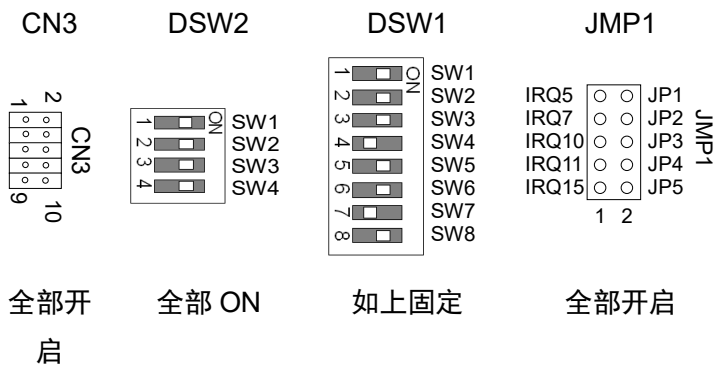 CN3 DSW2 DSW1 JMP1
1 2
9 10
CN3
1 ON SW1
2 SW2
3 SW3
4 SW4
1 ON SW1
2 SW2
3 SW3
4 SW4
5 SW5
6 SW6
7 SW7
8 SW8
IRQ5 JP1
IRQ7 JP2
IRQ10 JP3
IRQ11 JP4
IRQ15 JP5
1 2
JMP1
全部开启 全部 ON 如上固定 全部开启